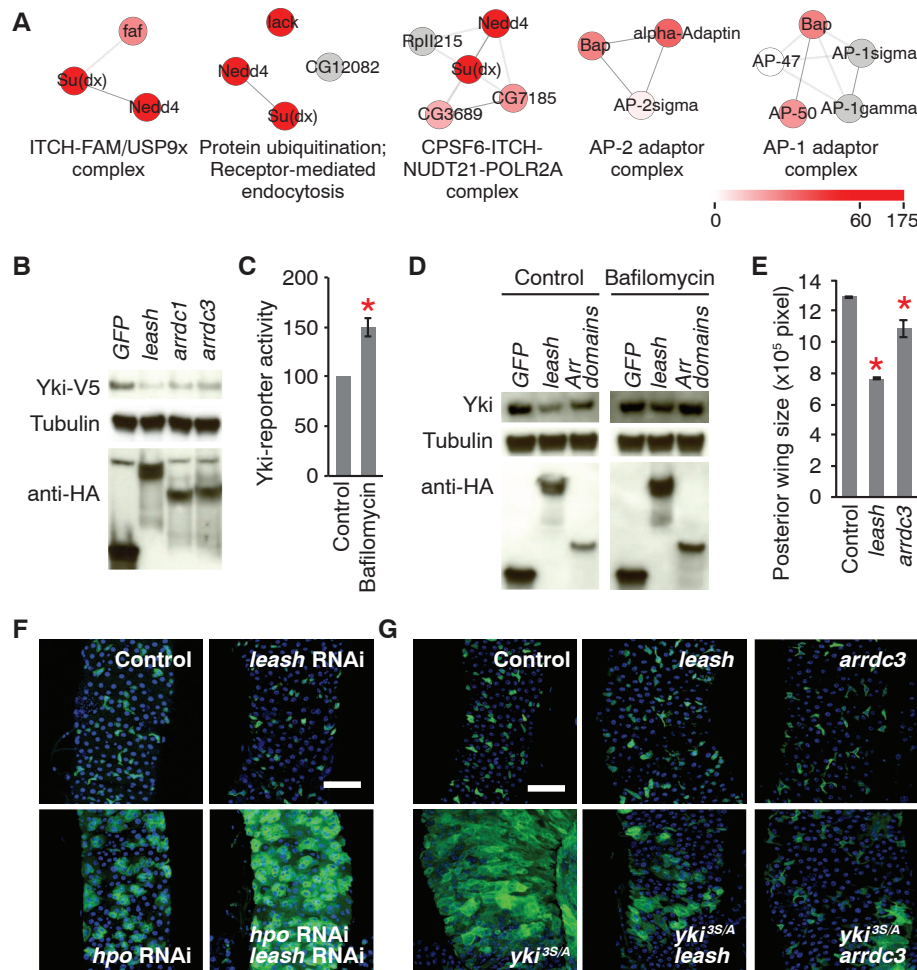 A
faf
Su(dx)
Nedd4
ITCH-FAM/USP9x
complex
lack
Nedd4
CG12082
Su(dx)
Protein ubiquitination;
Receptor-mediated
endocytosis
Nedd4
RpII215
Su(dx)
CG3689
CG7185
CPSF6-ITCH-
NUDT21-POLR2A
complex
Bap
alpha-Adaptin
AP-2sigma
AP-2 adaptor
complex
Bap
AP-47
AP-1sigma
AP-50
AP-1gamma
AP-1 adaptor
complex
0 60 175
B
GFP leash arrdc1 arrdc3
Yki-V5
Tubulin
anti-HA
C
Yki-reporter activity
200
150
100
50
0
*
Control
Bafilomycin
D
Control Bafilomycin
GFP leash Arr domains GFP leash Arr domains
Yki
Tubulin
anti-HA
E
Posterior wing size (x10⁵ pixel)
14
12
10
8
6
4
2
0
* *
Control
leash
arrdc3
F
Control
leash RNAi
hpo RNAi
hpo RNAi
leash RNAi
G
Control
leash
arrdc3
yki3S/A
yki3S/A
leash
yki3S/A
arrdc3